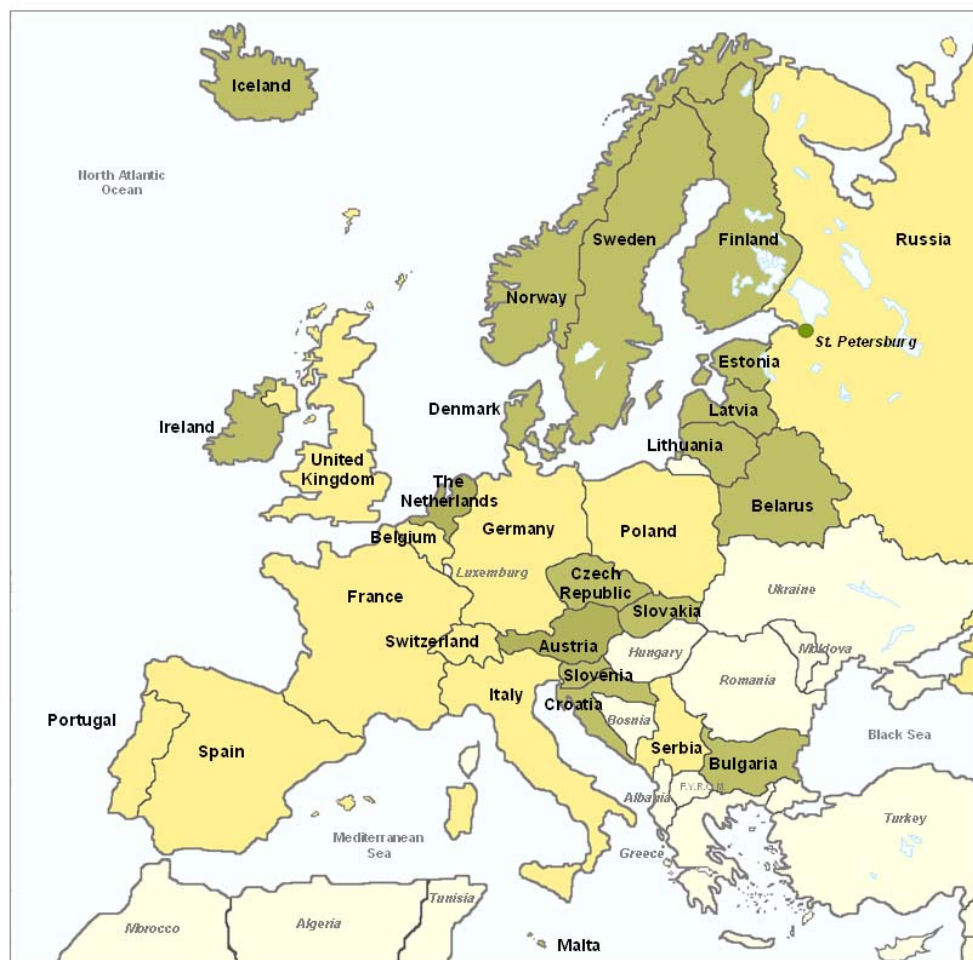 Iceland
North Atlantic
Ocean
Sweden
Finland
Russia
Norway
St. Petersburg
Estonia
Denmark
Latvia
Ireland
Lithuania
United
Kingdom
The
Netherlands
Belarus
Germany
Poland
Belgium
Luxemburg
Czech
Republic
Ukraine
France
Slovakia
Switzerland
Austria
Hungary
Moldova
Slovenia
Romania
Italy
Croatia
Portugal
Bosnia
Black Sea
Spain
Serbia
Bulgaria
F.Y.R.O.M.
Albania
Turkey
Mediterranean
Sea
Greece
Tunisia
Morocco
Algeria
Malta